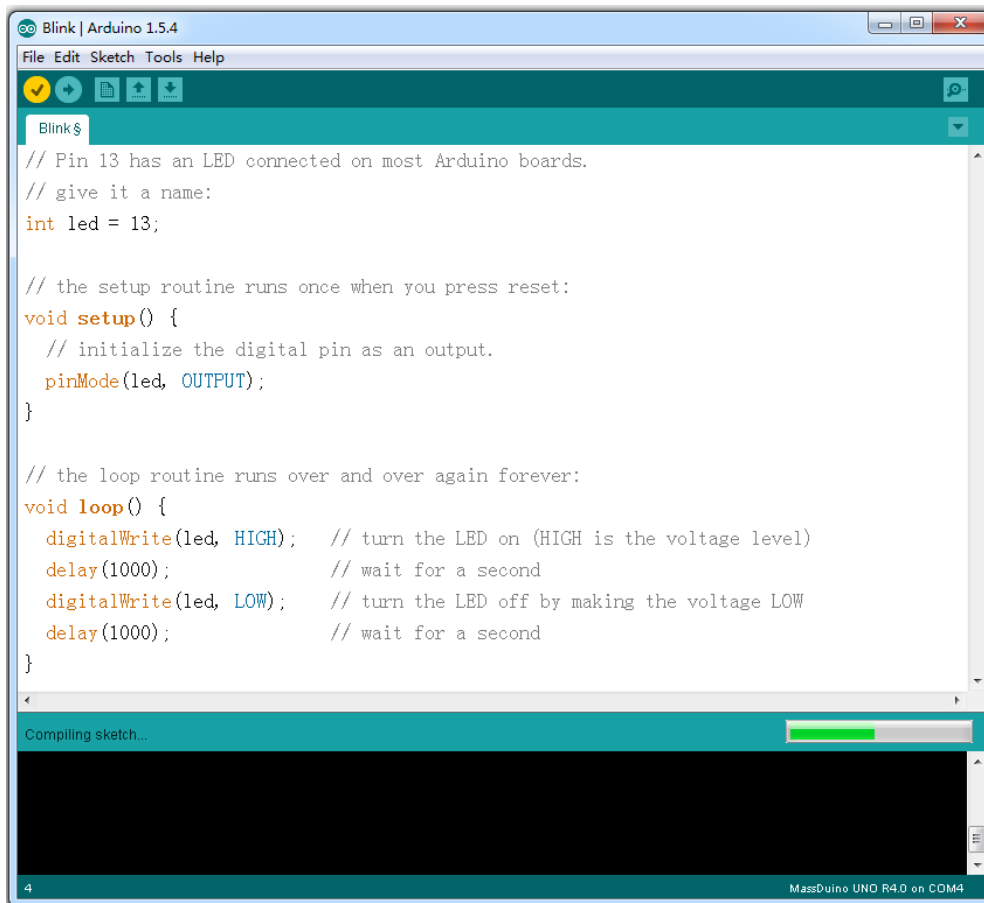 Blink | Arduino 1.5.4
File Edit Sketch Tools Help
Blink§
// Pin 13 has an LED connected on most Arduino boards.
// give it a name:
int led = 13;
// the setup routine runs once when you press reset:
void setup() {
  // initialize the digital pin as an output.
  pinMode(led, OUTPUT);
}
// the loop routine runs over and over again forever:
void loop() {
  digitalWrite(led, HIGH);   // turn the LED on (HIGH is the voltage level)
  delay(1000);               // wait for a second
  digitalWrite(led, LOW);    // turn the LED off by making the voltage LOW
  delay(1000);               // wait for a second
}
Compiling sketch...
4 MassDuino UNO R4.0 on COM4